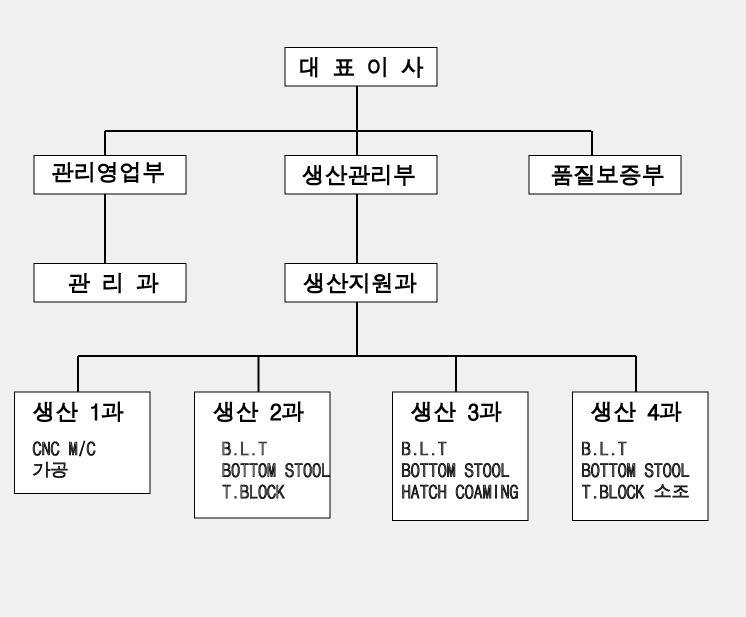 대 표 이 사
관리영업부
생산관리부
품질보증부
관 리 과
생산지원과
생산 1과
CNC M/C
가공
생산 2과
B.L.T
BOTTOM STOOL
T.BLOCK
생산 3과
B.L.T
BOTTOM STOOL
HATCH COAMING
생산 4과
B.L.T
BOTTOM STOOL
T.BLOCK 소조